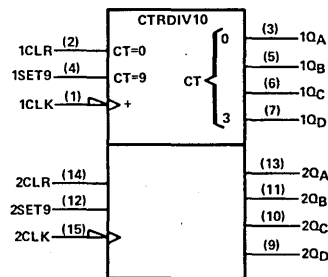 CTRDIV10
1CLR (2) CT=0
1SET9 (4) CT=9
1CLK (1) +
CT { 0 3
(3) 1QA
(5) 1QB
(6) 1QC
(7) 1QD
2CLR (14)
2SET9 (12)
2CLK (15)
(13) 2QA
(11) 2QB
(10) 2QC
(9) 2QD